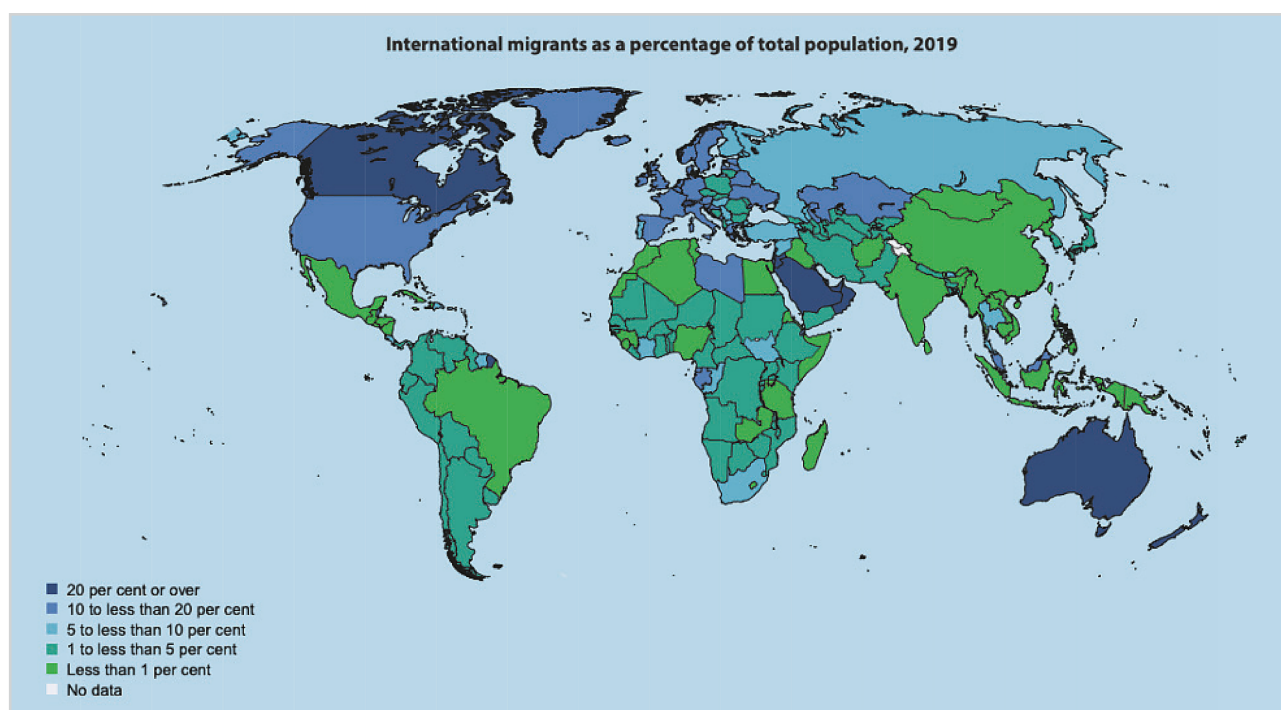 International migrants as a percentage of total population, 2019
20 per cent or over
10 to less than 20 per cent
5 to less than 10 per cent
1 to less than 5 per cent
Less than 1 per cent
No data